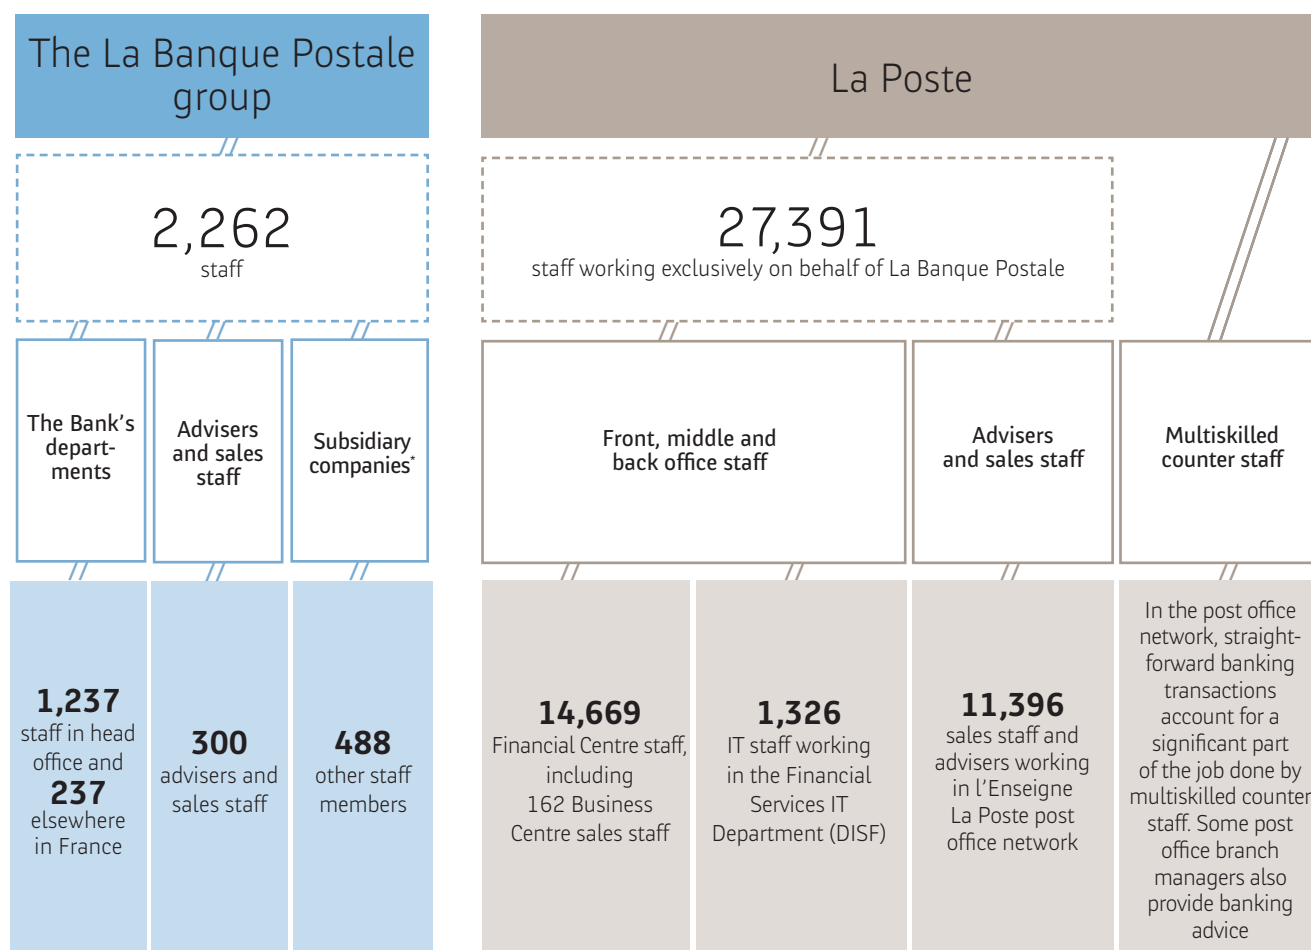 The La Banque Postale
group
La Poste
2,262
staff
27,391
staff working exclusively on behalf of La Banque Postale
The Bank's
depart-
ments
Advisers
and sales
staff
Subsidiary
companies*
Front, middle and
back office staff
Advisers
and sales staff
Multiskilled
counter staff
1,237
staff in head
office and
237
elsewhere
in France
300
advisers and
sales staff
488
other staff
members
14,669
Financial Centre staff,
including
162 Business
Centre sales staff
1,326
IT staff working
in the Financial
Services IT
Department (DISF)
11,396
sales staff and
advisers working
in l'Enseigne
La Poste post
office network
In the post office
network, straight-
forward banking
transactions
account for a
significant part
of the job done by
multiskilled counter
staff. Some post
office branch
managers also
provide banking
advice